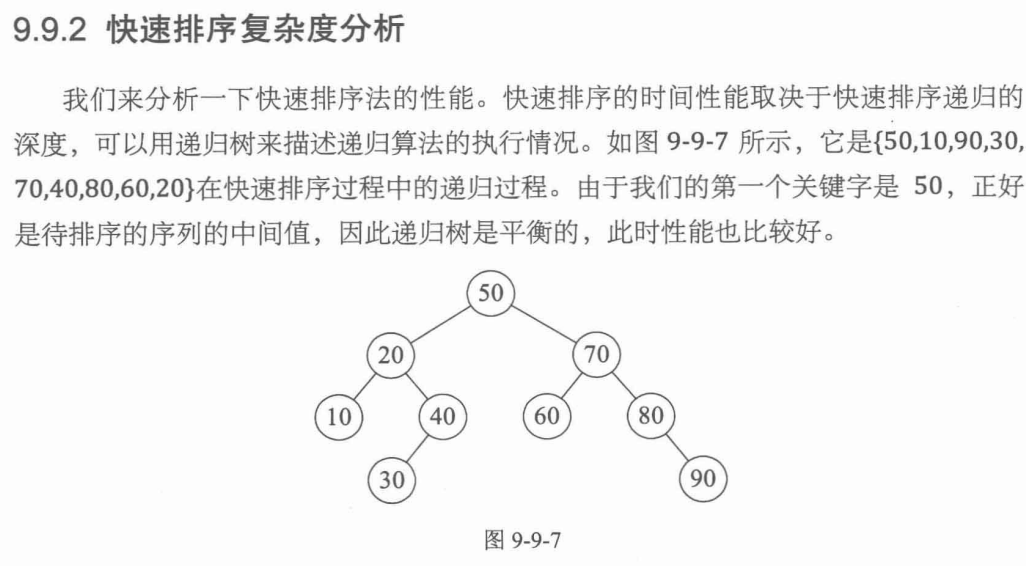 9.9.2 快速排序复杂度分析
我们来分析一下快速排序法的性能。快速排序的时间性能取决于快速排序递归的
深度，可以用递归树来描述递归算法的执行情况。如图 9-9-7 所示，它是{50,10,90,30,
70,40,80,60,20}在快速排序过程中的递归过程。由于我们的第一个关键字是 50，正好
是待排序的序列的中间值，因此递归树是平衡的，此时性能也比较好。
50
20 70
10 40 60 80
30 90
图 9-9-7